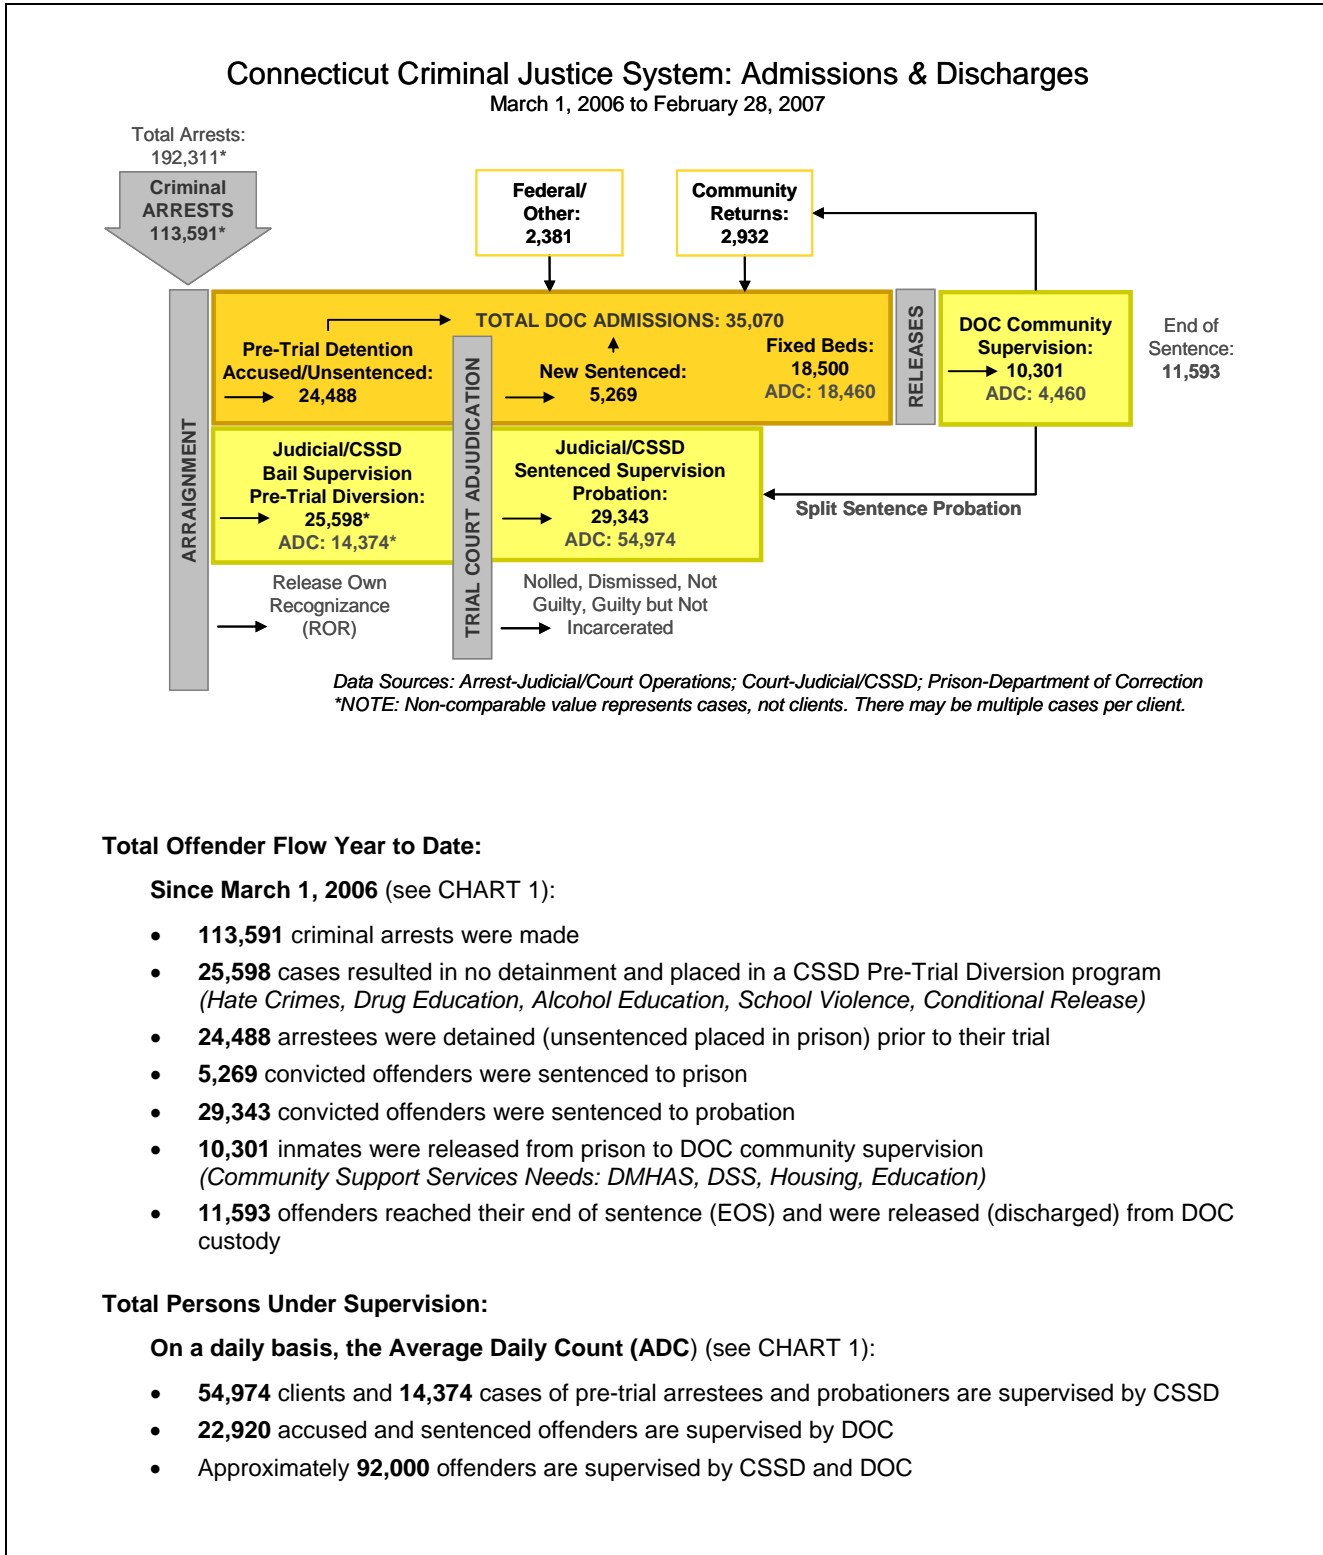 Connecticut Criminal Justice System: Admissions & Discharges
March 1, 2006 to February 28, 2007
Total Arrests:
192,311*
Criminal
ARRESTS
113,591*
Federal/
Other:
2,381
Community
Returns:
2,932
ARRAIGNMENT
TOTAL DOC ADMISSIONS: 35,070
Pre-Trial Detention
Accused/Unsentenced:
24,488
TRIAL COURT ADJUDICATION
New Sentenced:
5,269
Fixed Beds:
18,500
ADC: 18,460
RELEASES
DOC Community
Supervision:
10,301
ADC: 4,460
End of
Sentence:
11,593
Judicial/CSSD
Bail Supervision
Pre-Trial Diversion:
25,598*
ADC: 14,374*
Judicial/CSSD
Sentenced Supervision
Probation:
29,343
ADC: 54,974
Split Sentence Probation
Release Own
Recognizance
(ROR)
Nolled, Dismissed, Not
Guilty, Guilty but Not
Incarcerated
Data Sources: Arrest-Judicial/Court Operations; Court-Judicial/CSSD; Prison-Department of Correction
*NOTE: Non-comparable value represents cases, not clients. There may be multiple cases per client.
Total Offender Flow Year to Date:
Since March 1, 2006 (see CHART 1):
• 113,591 criminal arrests were made
• 25,598 cases resulted in no detainment and placed in a CSSD Pre-Trial Diversion program
(Hate Crimes, Drug Education, Alcohol Education, School Violence, Conditional Release)
• 24,488 arrestees were detained (unsentenced placed in prison) prior to their trial
• 5,269 convicted offenders were sentenced to prison
• 29,343 convicted offenders were sentenced to probation
• 10,301 inmates were released from prison to DOC community supervision
(Community Support Services Needs: DMHAS, DSS, Housing, Education)
• 11,593 offenders reached their end of sentence (EOS) and were released (discharged) from DOC
custody
Total Persons Under Supervision:
On a daily basis, the Average Daily Count (ADC) (see CHART 1):
• 54,974 clients and 14,374 cases of pre-trial arrestees and probationers are supervised by CSSD
• 22,920 accused and sentenced offenders are supervised by DOC
• Approximately 92,000 offenders are supervised by CSSD and DOC